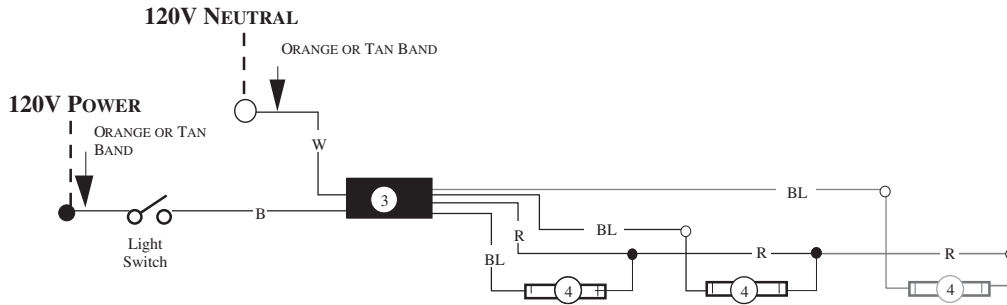 120V NEUTRAL
ORANGE OR TAN BAND
120V POWER
ORANGE OR TAN
BAND
W
3
BL
B
R
BL
R
R
BL
Light
Switch
4
4
4